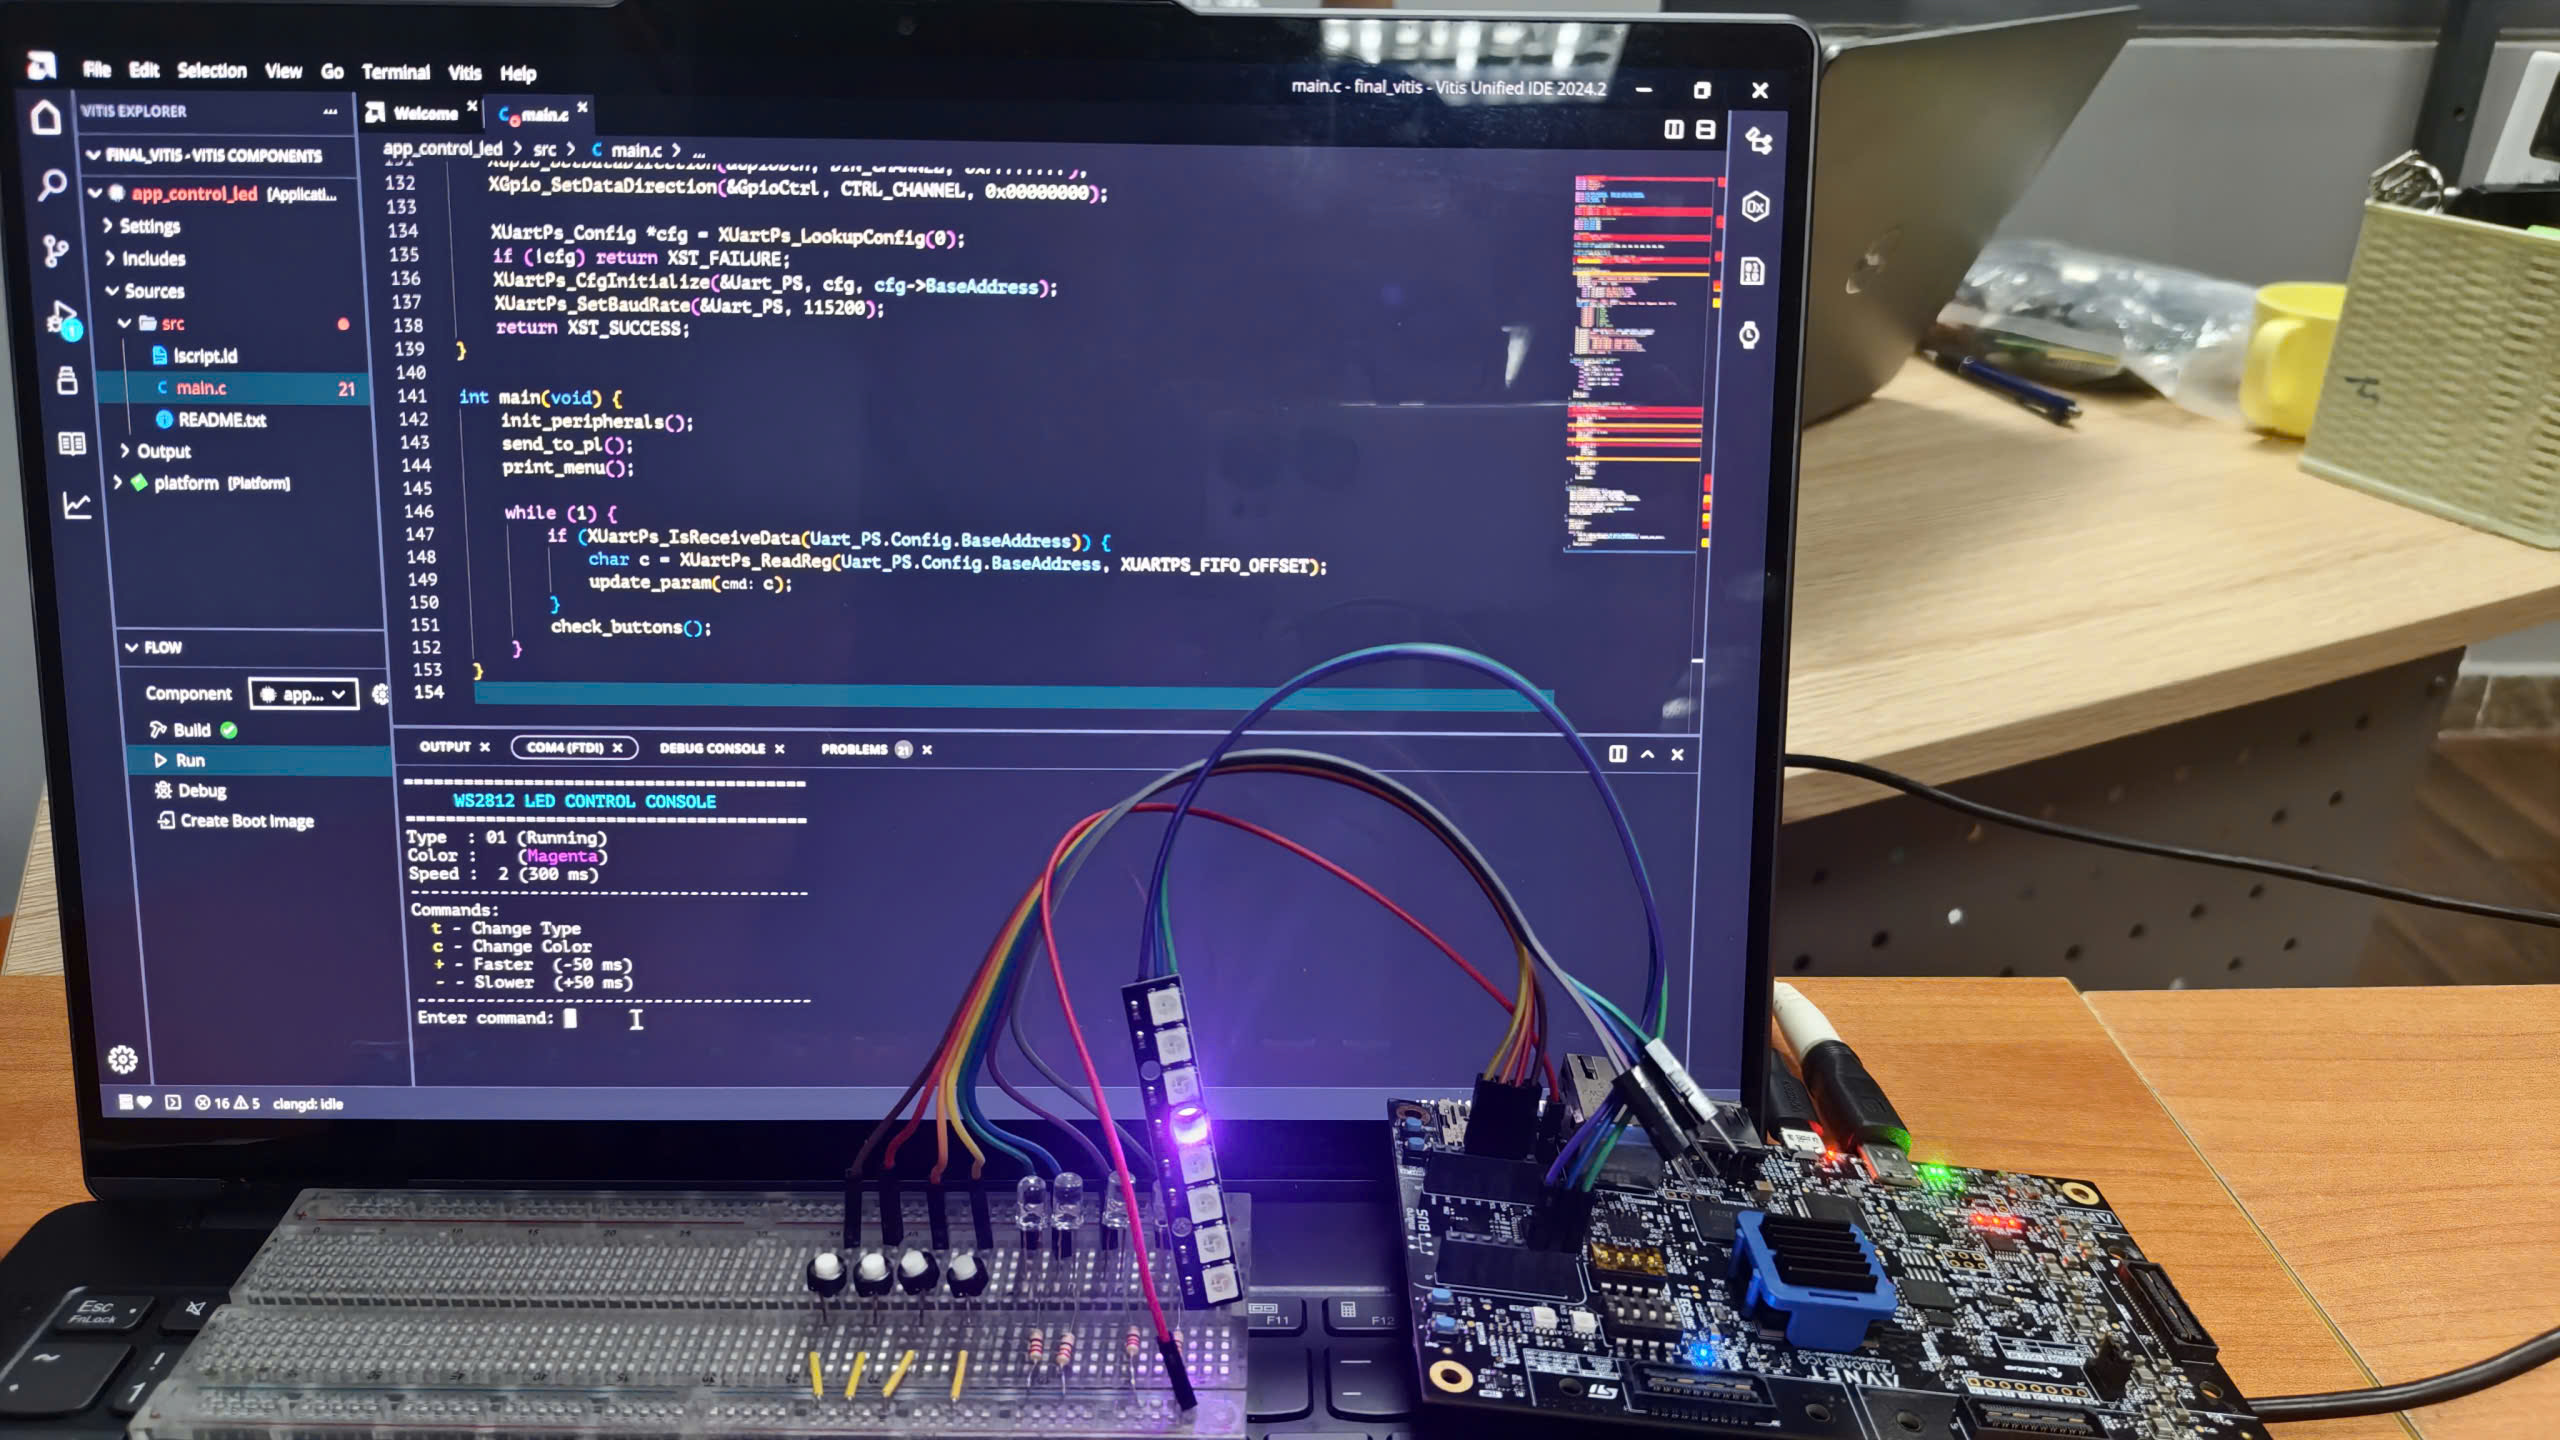 File Edit Selection View Go Terminal Vitis Help
main.c - final_vitis - Vitis Unified IDE 2024.2
VITIS EXPLORER
FINAL_VITIS - VITIS COMPONENTS
app_control_led [Applicati...
Settings
Includes
Sources
src
lscript.ld
main.c 21
README.txt
Output
platform [Platform]
FLOW
Component app...
Build
Run
Debug
Create Boot Image
Welcome
main.c
app_control_led > src > C main.c > ...
132 XGpio_SetDataDirection(&GpioCtrl, CTRL_CHANNEL, 0x00000000);
133
134 XUartPs_Config *cfg = XUartPs_LookupConfig(0);
135 if (!cfg) return XST_FAILURE;
136 XUartPs_CfgInitialize(&Uart_PS, cfg, cfg->BaseAddress);
137 XUartPs_SetBaudRate(&Uart_PS, 115200);
138 return XST_SUCCESS;
139 }
140
141 int main(void) {
142 init_peripherals();
143 send_to_pl();
144 print_menu();
145
146 while (1) {
147 if (XUartPs_IsReceiveData(Uart_PS.Config.BaseAddress)) {
148 char c = XUartPs_ReadReg(Uart_PS.Config.BaseAddress, XUARTPS_FIFO_OFFSET);
149 update_param(cmd: c);
150 }
151 check_buttons();
152 }
153 }
154
OUTPUT COM4 (FTDI) DEBUG CONSOLE PROBLEMS 21
WS2812 LED CONTROL CONSOLE
Type : 01 (Running)
Color : (Magenta)
Speed : 2 (300 ms)
Commands:
t - Change Type
c - Change Color
+ - Faster (-50 ms)
- - Slower (+50 ms)
Enter command:
16 5 clangd: idle
Esc
FnLock
F11
F12
BUS
AVNET
ZUBOARD 1CG